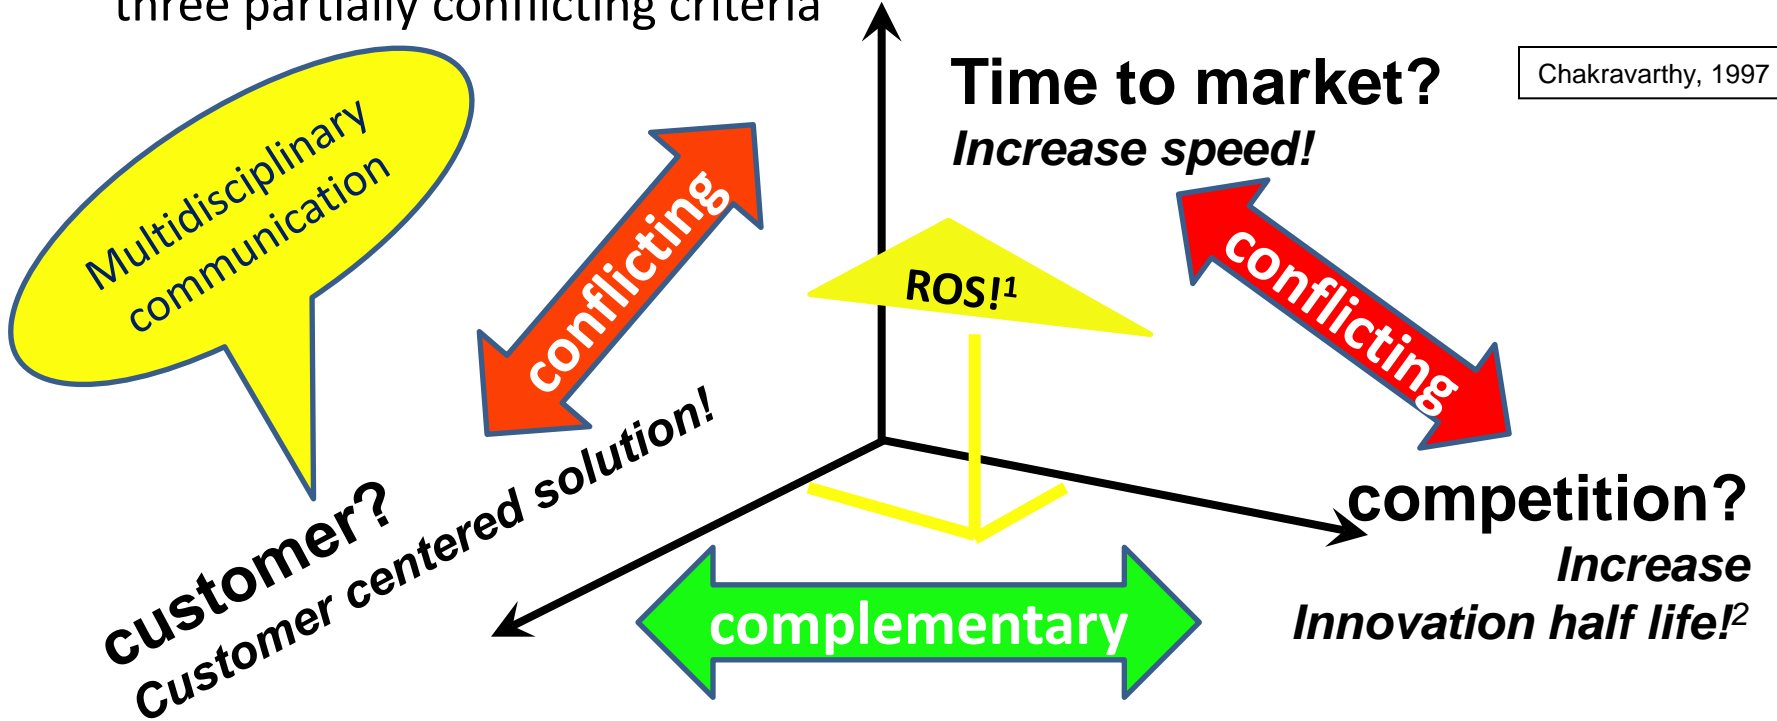 three partially conflicting criteria
Time to market?
Increase speed!
Chakravarthy, 1997
Multidisciplinary
communication
conflicting
conflicting
ROS!1
customer?
Customer centered solution!
competition?
Increase
Innovation half life!2
complementary